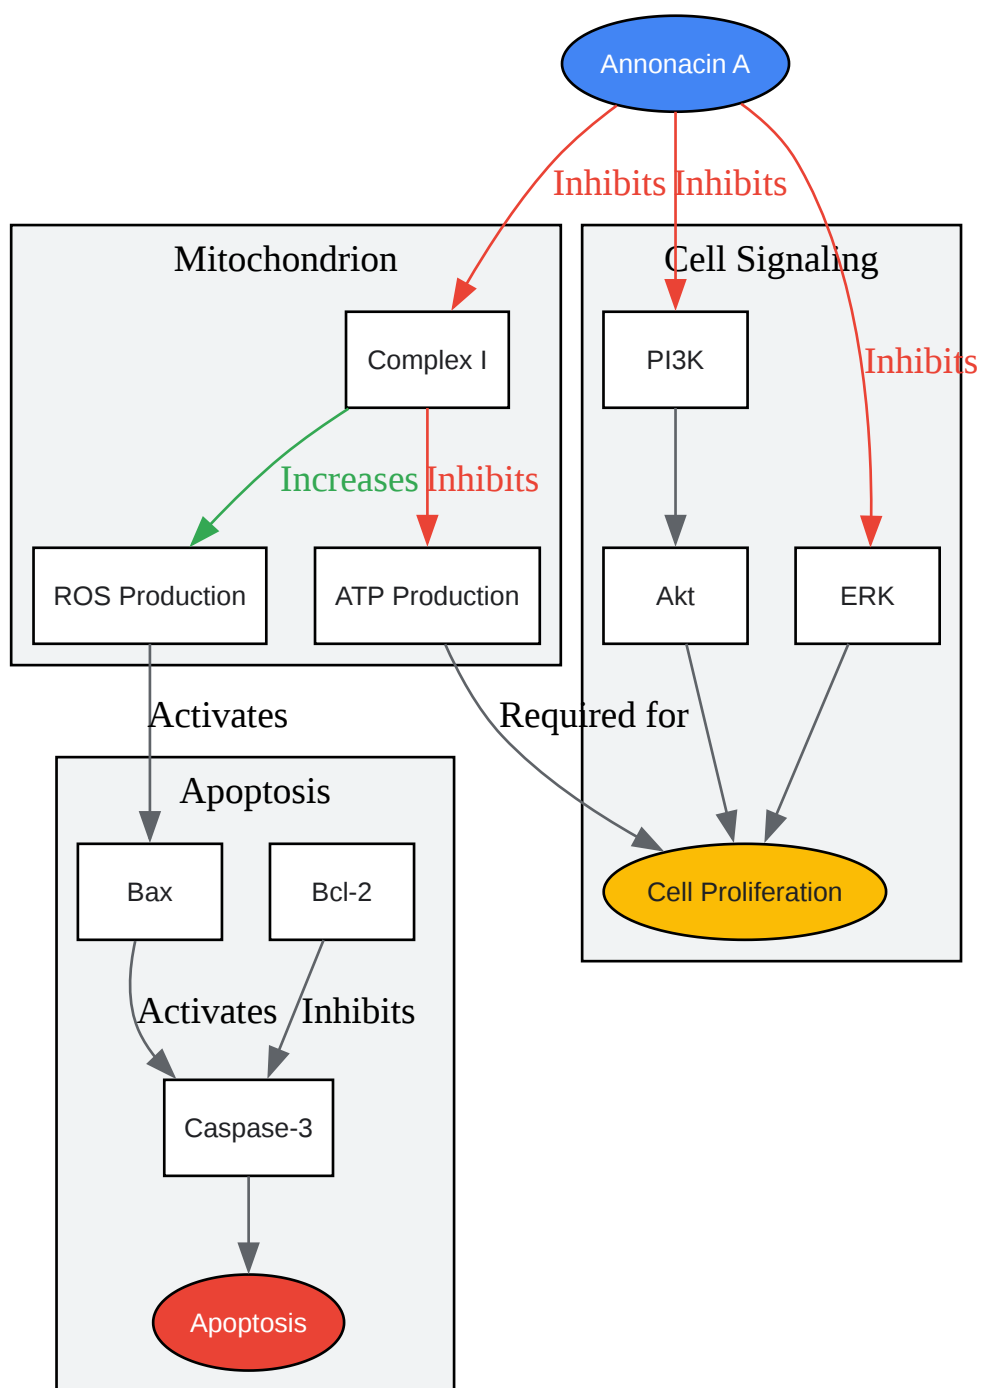 Annonacin A
Inhibits
Inhibits
Mitochondrion
Cell Signaling
Complex I
PI3K
Inhibits
Increases
Inhibits
ROS Production
ATP Production
Akt
ERK
Activates
Required for
Apoptosis
Bax
Bcl-2
Cell Proliferation
Activates
Inhibits
Caspase-3
Apoptosis